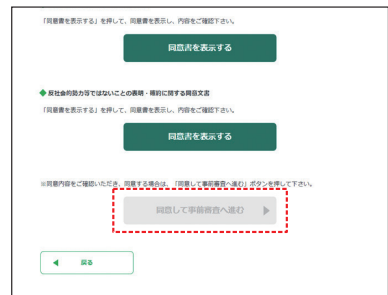 「同意書を表示する」を押して、同意書を表示し、内容をご確認下さい。
同意書を表示する
◆ 反社会的勢力等ではないことの表明・確約に関する同意文書
「同意書を表示する」を押して、同意書を表示し、内容をご確認下さい。
同意書を表示する
※同意内容をご確認いただき、同意する場合は、「同意して事前審査へ進む」ボタンを押して下さい。
同意して事前審査へ進む
戻る